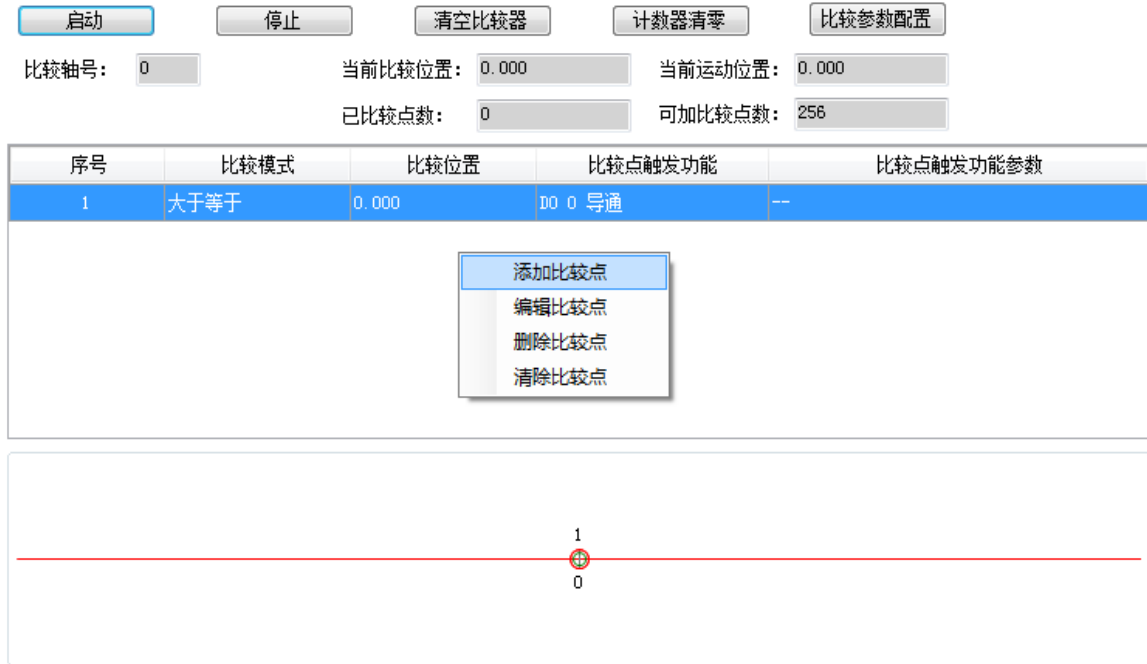 启动 停止 清空比较器 计数器清零 比较参数配置
比较轴号： 0 当前比较位置： 0.000 当前运动位置： 0.000
已比较点数： 0 可加比较点数： 256
序号 比较模式 比较位置 比较点触发功能 比较点触发功能参数
1 大于等于 0.000 DO 0 导通 --
添加比较点
编辑比较点
删除比较点
清除比较点
1
0